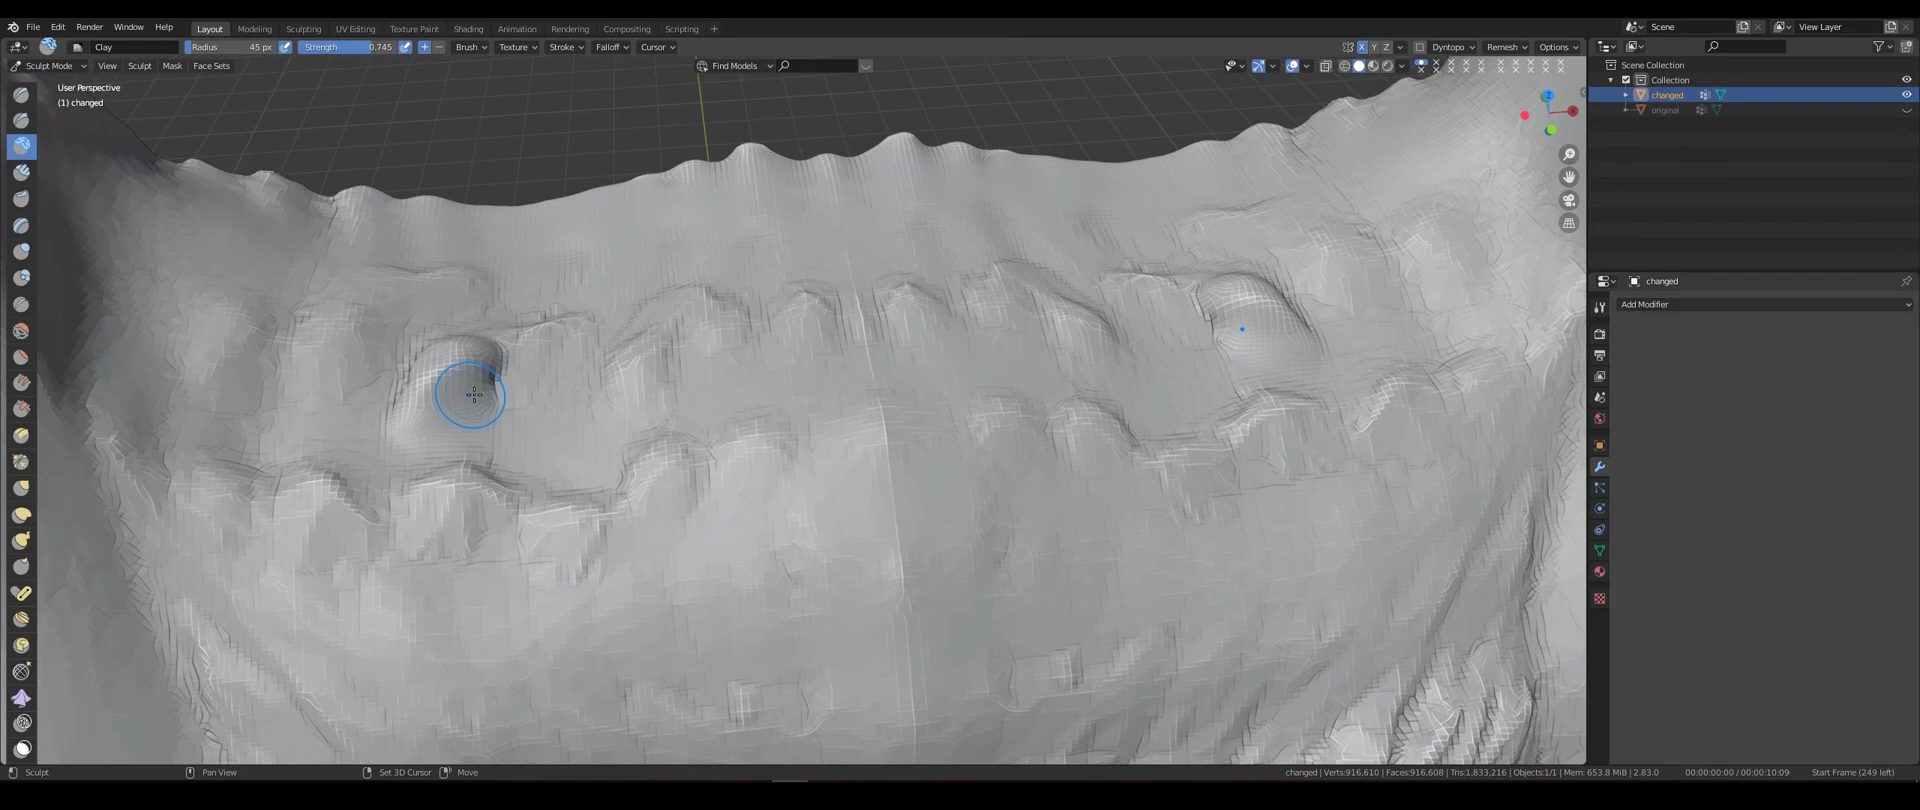 File Edit Render Window Help Layout Modeling Sculpting UV Editing Texture Paint Shading Animation Rendering Compositing Scripting + Scene View Layer
Clay Radius 45 px Strength 0.745 + − Brush Texture Stroke Falloff Cursor X Y Z Dyntopo Remesh Options
Sculpt Mode View Sculpt Mask Face Sets Find Models
Scene Collection
Collection
changed
original
User Perspective
(1) changed
Z
X
changed
Add Modifier
Sculpt Pan View Set 3D Cursor Move changed | Verts:916,610 | Faces:916,608 | Tris:1,833,216 | Objects:1/1 | Mem: 653.8 MiB | 2.83.0 00:00:00:00 / 00:00:10:09 Start Frame (249 left)